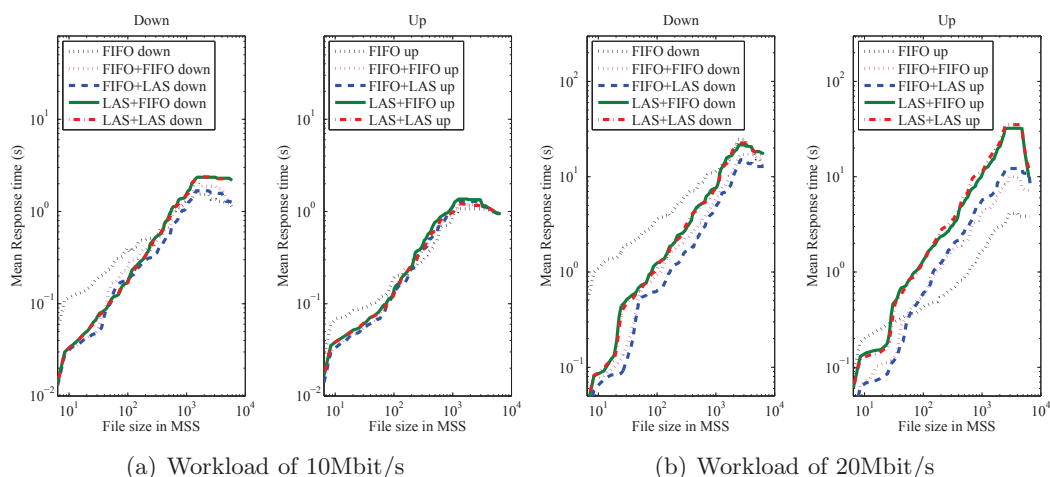 Down
Up
Down
Up
FIFO down
FIFO+FIFO down
FIFO+LAS down
LAS+FIFO down
LAS+LAS down
FIFO up
FIFO+FIFO up
FIFO+LAS up
LAS+FIFO up
LAS+LAS up
FIFO down
FIFO+FIFO down
FIFO+LAS down
LAS+FIFO down
LAS+LAS down
FIFO up
FIFO+FIFO up
FIFO+LAS up
LAS+FIFO up
LAS+LAS up
Mean Response time (s)
10^1
10^0
10^-1
10^-2
10^1
10^2
10^3
10^4
File size in MSS
Mean Response time (s)
10^1
10^0
10^-1
10^-2
10^1
10^2
10^3
10^4
File size in MSS
Mean Response time (s)
10^2
10^1
10^0
10^-1
10^1
10^2
10^3
10^4
File size in MSS
Mean Response time (s)
10^2
10^1
10^0
10^-1
10^1
10^2
10^3
10^4
File size in MSS
(a) Workload of 10Mbit/s
(b) Workload of 20Mbit/s